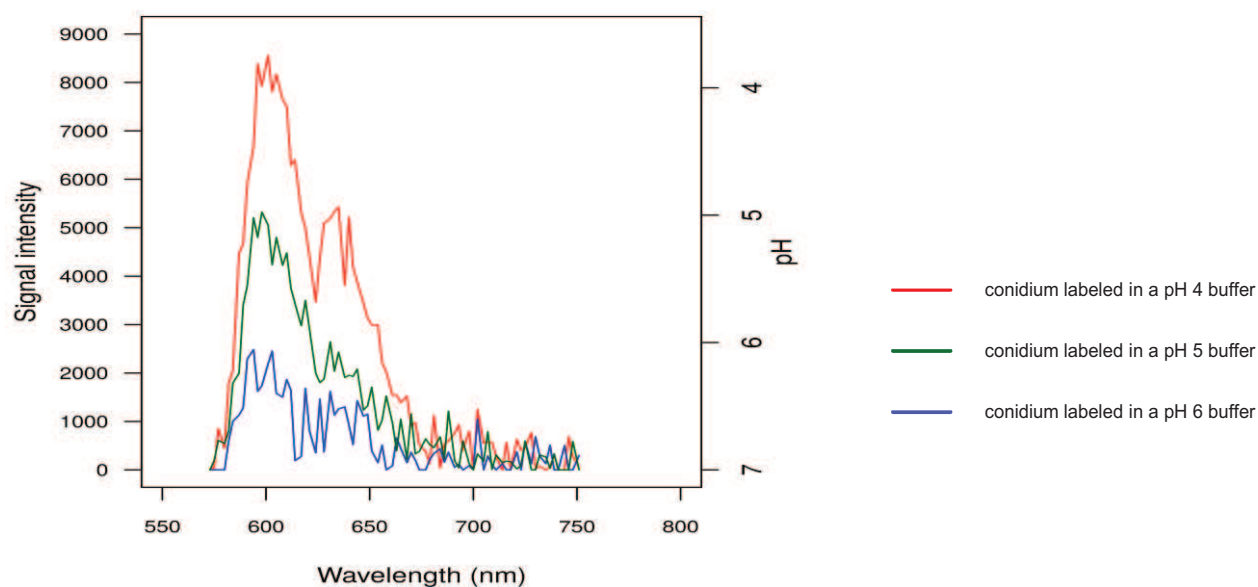 9000
8000
7000
6000
5000
4000
3000
2000
1000
0
Signal intensity
550 600 650 700 750 800
Wavelength (nm)
4
5
6
7
pH
conidium labeled in a pH 4 buffer
conidium labeled in a pH 5 buffer
conidium labeled in a pH 6 buffer